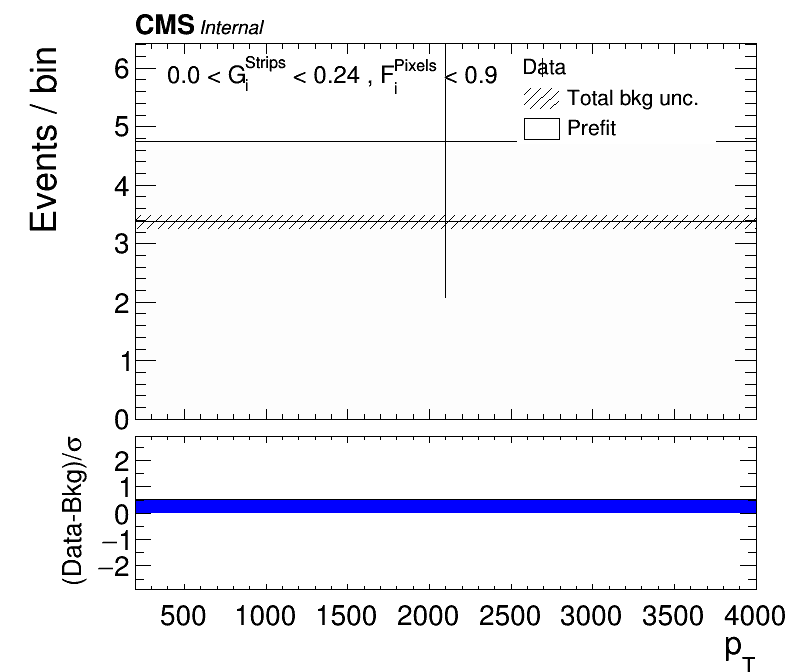 CMS Internal
Events / bin
0.0 < G_i^Strips < 0.24 , F_i^Pixels < 0.9
Data
Total bkg unc.
Prefit
6
5
4
3
2
1
0
(Data-Bkg)/σ
2
1
0
−1
−2
500 1000 1500 2000 2500 3000 3500 4000
p_T